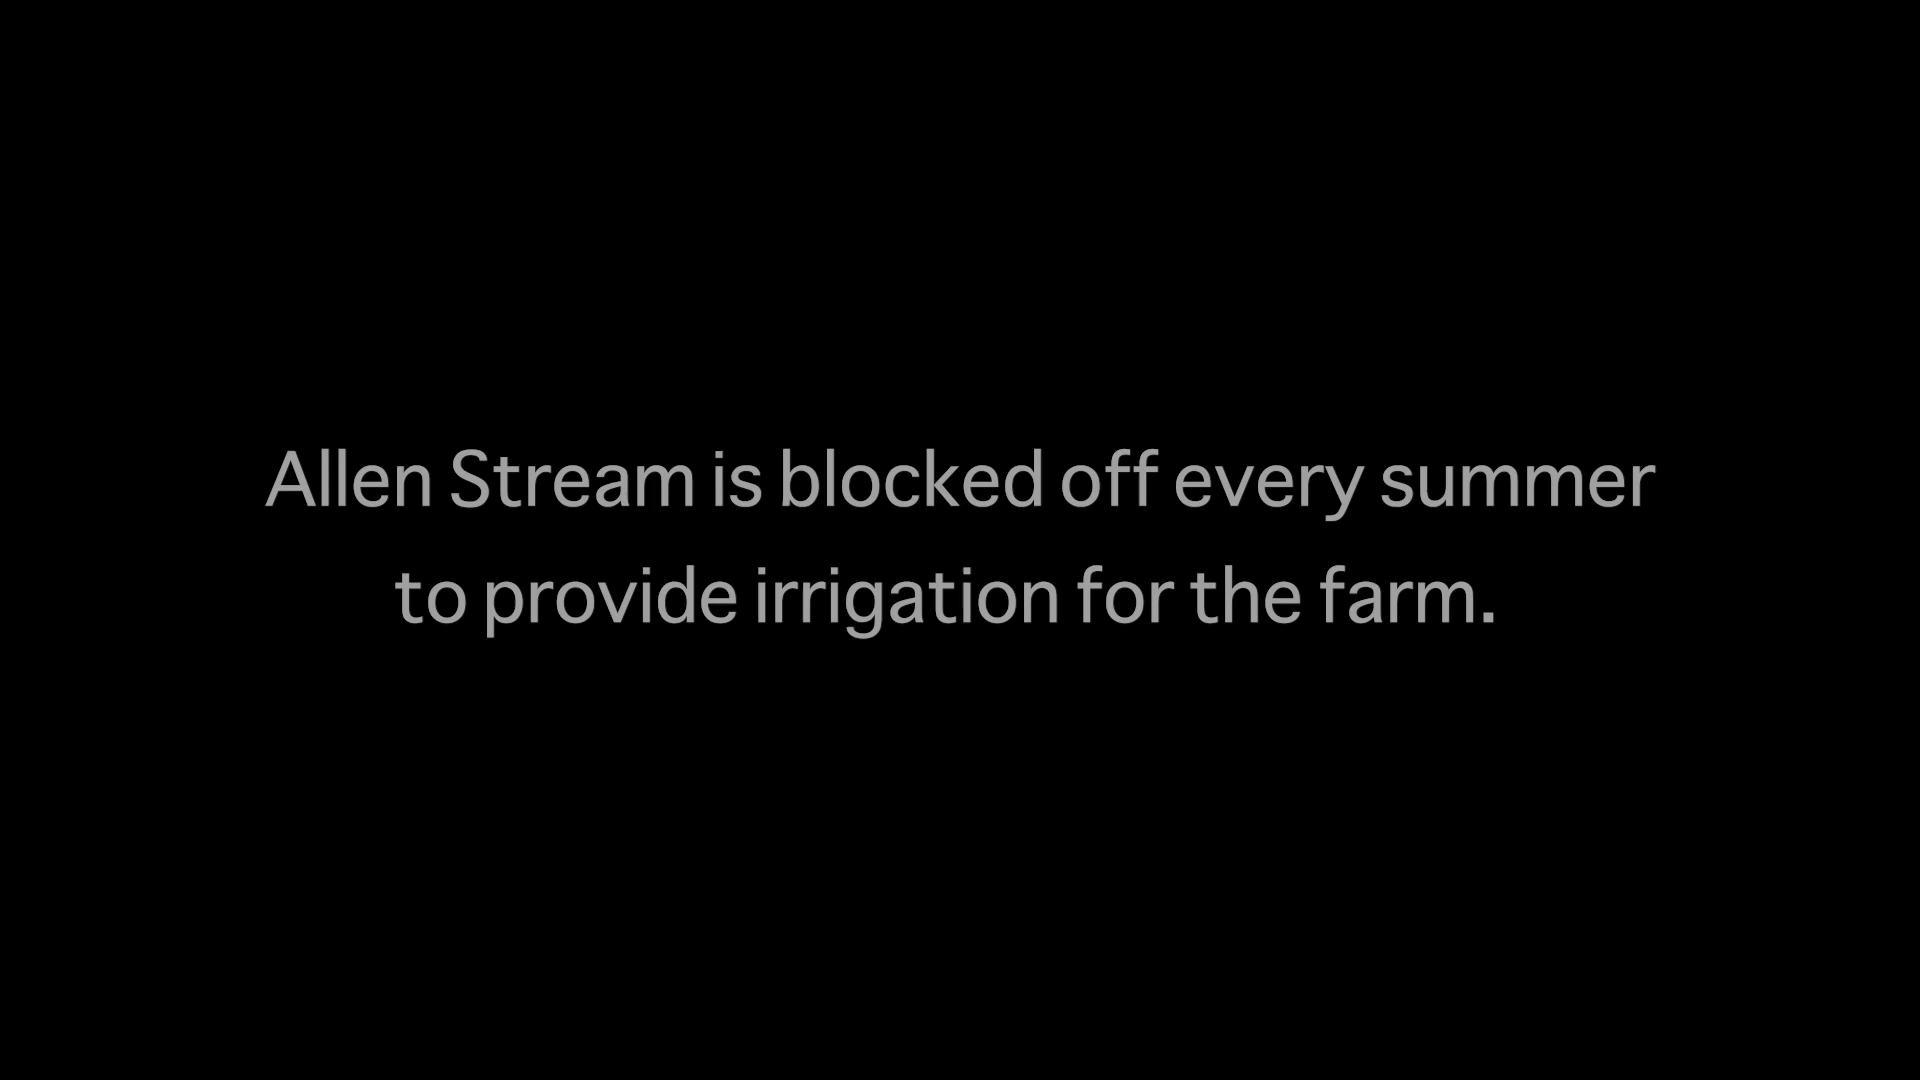 Allen Stream is blocked off every summer
to provide irrigation for the farm.